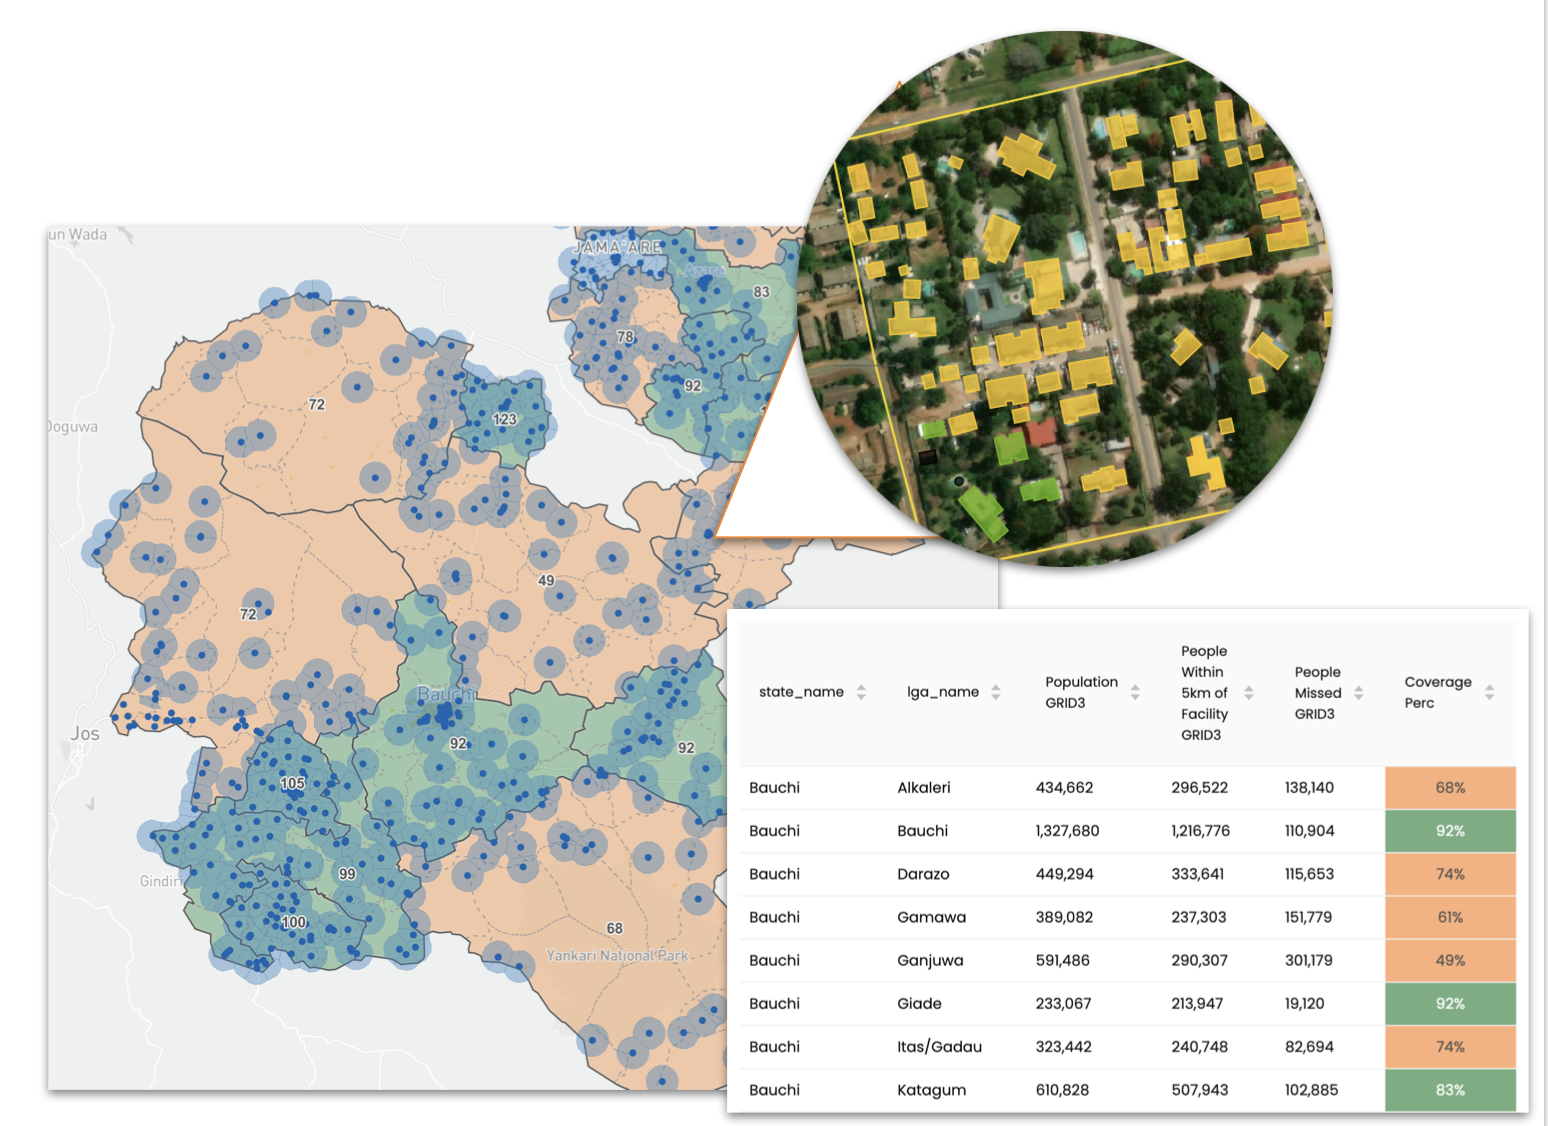 un Wada
JAMA'ARE
Azare
83
78
92
72
123
Doguwa
49
72
Bauchi
Jos
92
92
105
Gindiri
99
100
68
Yankari National Park
state_name lga_name Population GRID3 People Within 5km of Facility GRID3 People Missed GRID3 Coverage Perc
Bauchi Alkaleri 434,662 296,522 138,140 68%
Bauchi Bauchi 1,327,680 1,216,776 110,904 92%
Bauchi Darazo 449,294 333,641 115,653 74%
Bauchi Gamawa 389,082 237,303 151,779 61%
Bauchi Ganjuwa 591,486 290,307 301,179 49%
Bauchi Giade 233,067 213,947 19,120 92%
Bauchi Itas/Gadau 323,442 240,748 82,694 74%
Bauchi Katagum 610,828 507,943 102,885 83%